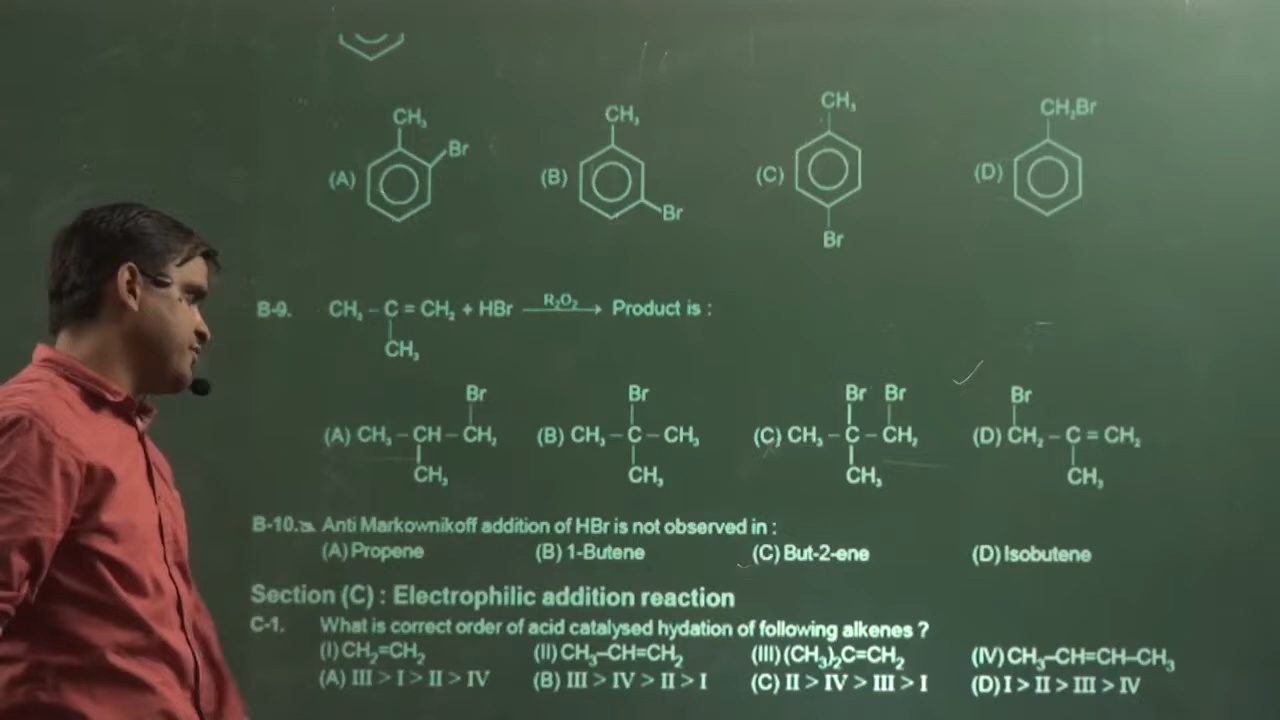 CH₃ CH₃ CH₃ CH₂Br
(A) Br (B) Br (C) Br (D)
B-9. CH₃ – C = CH₂ + HBr R₂O₂ → Product is :
CH₃
Br Br Br Br Br
(A) CH₃ – CH – CH₂ (B) CH₃ – C – CH₃ (C) CH₃ – C – CH₂ (D) CH₂ – C = CH₂
CH₃ CH₃ CH₃ CH₃
B-10. Anti Markownikoff addition of HBr is not observed in :
(A) Propene (B) 1-Butene (C) But-2-ene (D) Isobutene
Section (C) : Electrophilic addition reaction
C-1. What is correct order of acid catalysed hydation of following alkenes ?
(I) CH₂=CH₂ (II) CH₃–CH=CH₂ (III) (CH₃)₂C=CH₂ (IV) CH₃–CH=CH–CH₃
(A) III > I > II > IV (B) III > IV > II > I (C) II > IV > III > I (D) I > II > III > IV